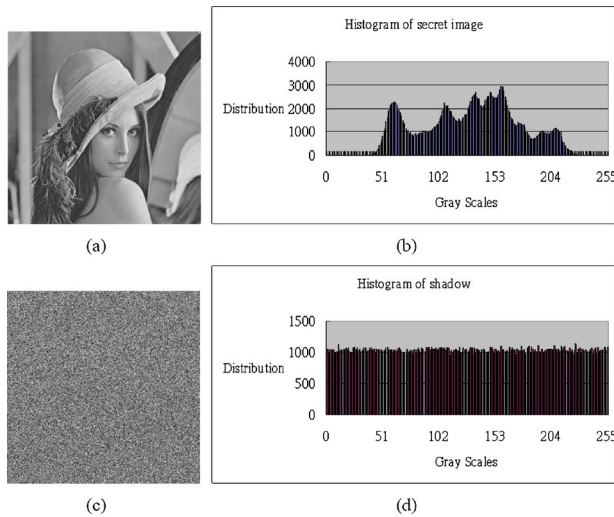 Histogram of secret image
4000
3000
Distribution 2000
1000
0
0 51 102 153 204 255
Gray Scales
(a) (b)
Histogram of shadow
1500
1000
Distribution
500
0
0 51 102 153 204 255
Gray Scales
(c) (d)